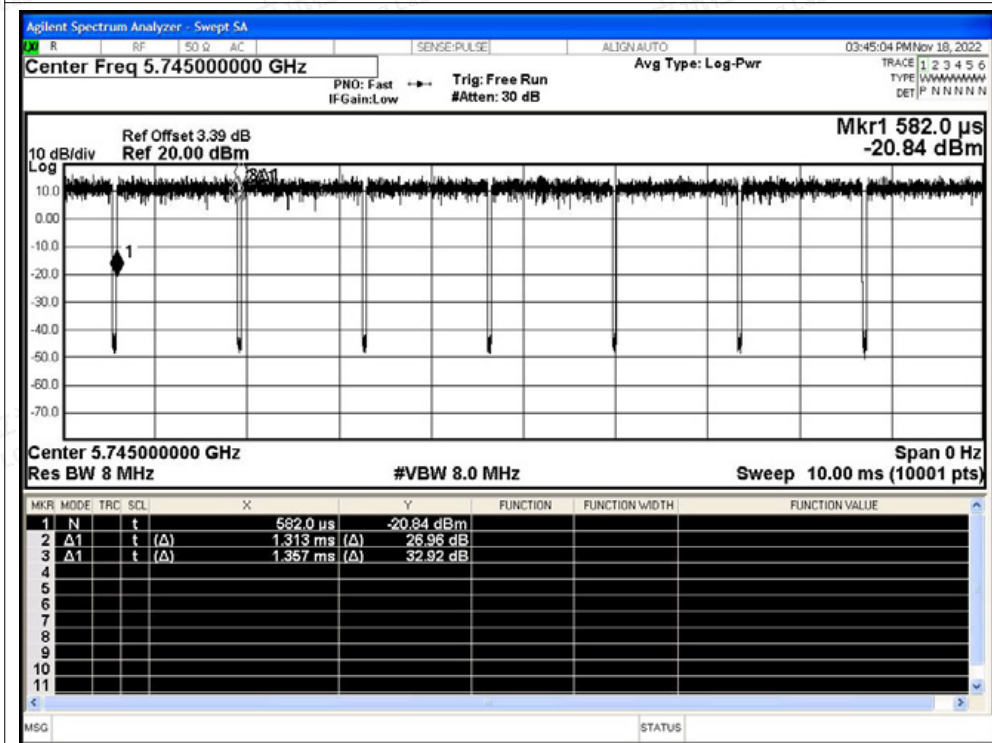 Agilent Spectrum Analyzer - Swept SA
LXI R RF 50 Ω AC SENSE:PULSE ALIGN AUTO 03:45:04 PM Nov 18, 2022
Center Freq 5.745000000 GHz
PNO: Fast
IFGain:Low
Trig: Free Run
#Atten: 30 dB
Avg Type: Log-Pwr
TRACE 1 2 3 4 5 6
TYPE WWWWWW
DET P N N N N N
Ref Offset 3.39 dB
10 dB/div Ref 20.00 dBm
Log
Mkr1 582.0 µs
-20.84 dBm
10.0
0.00
-10.0
-20.0
-30.0
-40.0
-50.0
-60.0
-70.0
1
Center 5.745000000 GHz Span 0 Hz
Res BW 8 MHz #VBW 8.0 MHz Sweep 10.00 ms (10001 pts)
MKR MODE TRC SCL X Y FUNCTION FUNCTION WIDTH FUNCTION VALUE
1 N t 582.0 µs -20.84 dBm
2 Δ1 t (Δ) 1.313 ms (Δ) 26.96 dB
3 Δ1 t (Δ) 1.357 ms (Δ) 32.92 dB
4
5
6
7
8
9
10
11
MSG STATUS